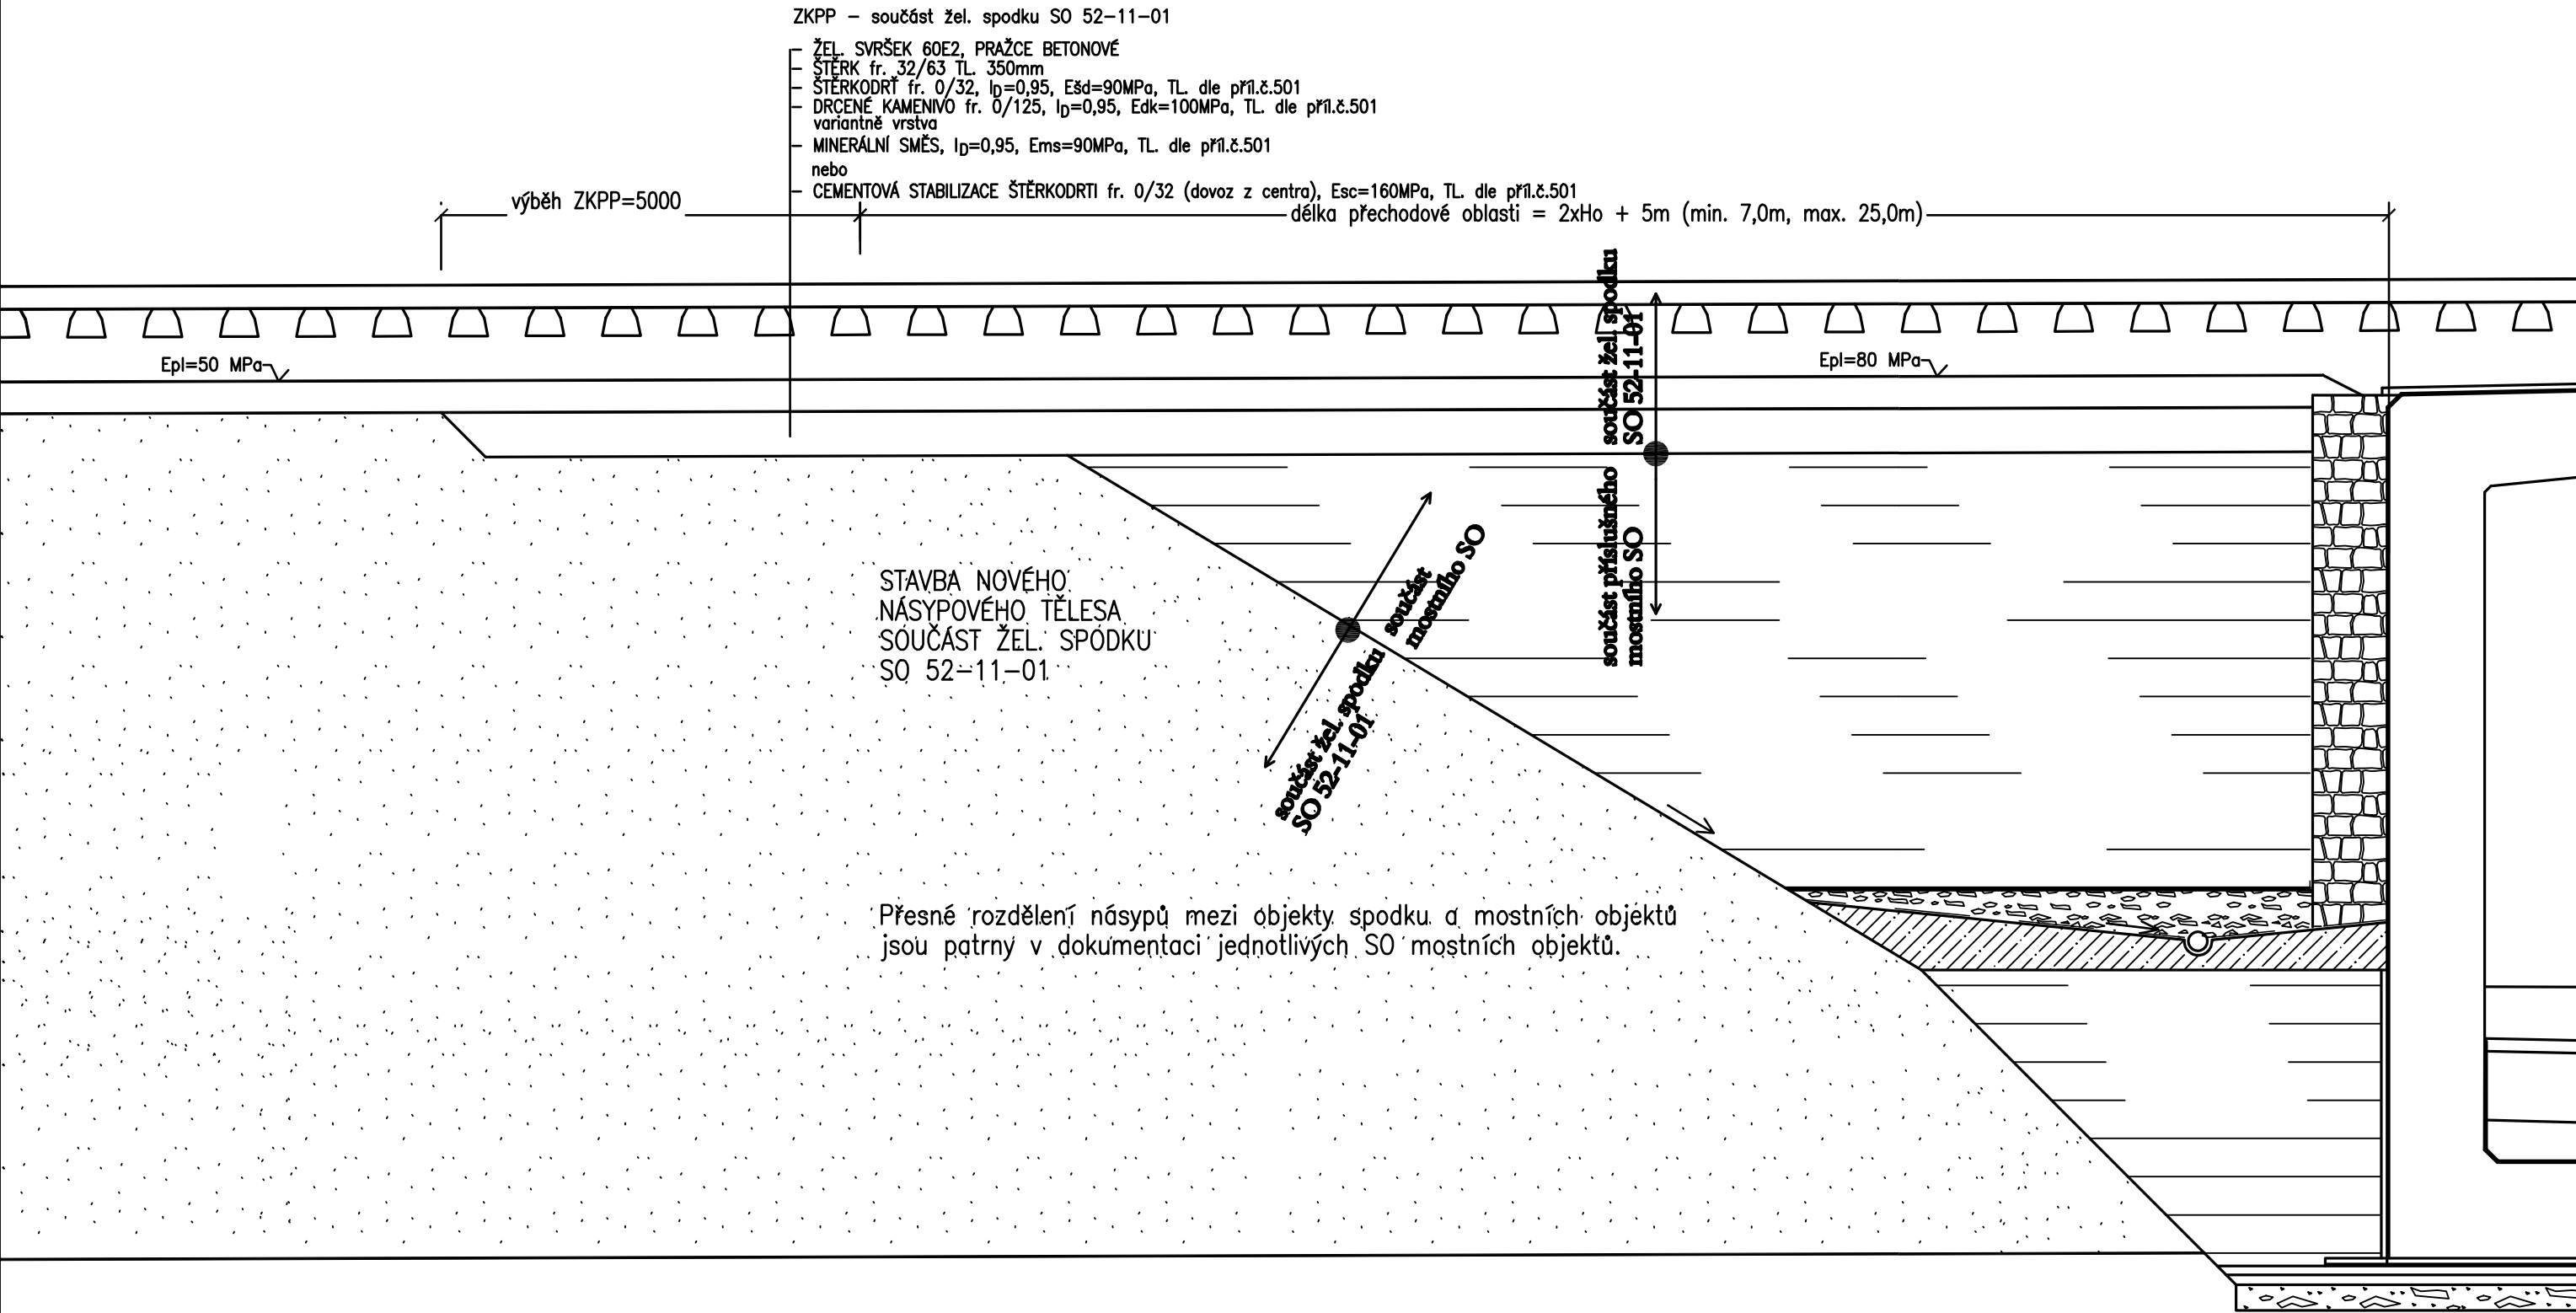 ZKPP – součást žel. spodku SO 52-11-01
– ŽEL. SVRŠEK 60E2, PRAŽCE BETONOVÉ
– ŠTĚRK fr. 32/63 TL. 350mm
– ŠTĚRKODRŤ fr. 0/32, ID=0,95, Ešd=90MPa, TL. dle příl.č.501
– DRCENÉ KAMENIVO fr. 0/125, ID=0,95, Edk=100MPa, TL. dle příl.č.501
variantně vrstva
– MINERÁLNÍ SMĚS, ID=0,95, Ems=90MPa, TL. dle příl.č.501
nebo
– CEMENTOVÁ STABILIZACE ŠTĚRKODRTI fr. 0/32 (dovoz z centra), Esc=160MPa, TL. dle příl.č.501
výběh ZKPP=5000
délka přechodové oblasti = 2xHo + 5m (min. 7,0m, max. 25,0m)
součást žel. spodku
SO 52-11-01
Epl=50 MPa
Epl=80 MPa
součást příslušného
mostního SO
součást
mostního SO
součást žel. spodku
SO 52-11-01
STAVBA NOVÉHO
NÁSYPOVÉHO TĚLESA
SOUČÁST ŽEL. SPODKU
SO 52-11-01
Přesné rozdělení násypů mezi objekty spodku a mostních objektů
jsou patrny v dokumentaci jednotlivých SO mostních objektů.